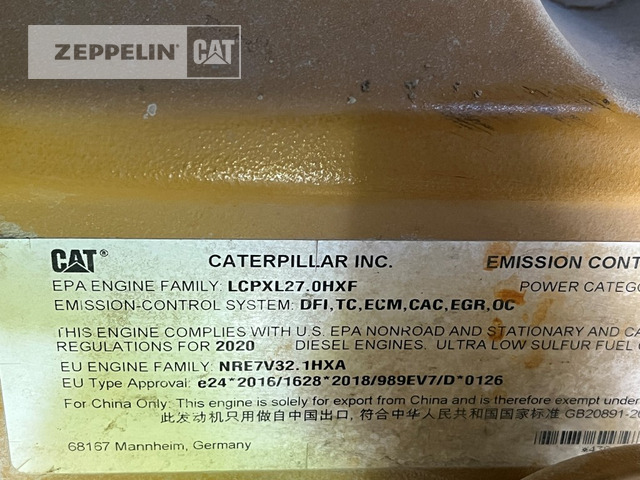 ZEPPELIN CAT
CAT® CATERPILLAR INC. EMISSION CONT
EPA ENGINE FAMILY: LCPXL27.0HXF POWER CATEGO
EMISSION-CONTROL SYSTEM: DFI,TC,ECM,CAC,EGR,OC
THIS ENGINE COMPLIES WITH U.S. EPA NONROAD AND STATIONARY AND CA
REGULATIONS FOR 2020 DIESEL ENGINES. ULTRA LOW SULFUR FUEL
EU ENGINE FAMILY: NRE7V32.1HXA
EU Type Approval: e24*2016/1628*2018/989EV7/D*0126
For China Only: This engine is solely for export from China and is therefore exempt under
此发动机只用做自中国出口, 符合中华人民共和国国家标准 GB20891-20
68167 Mannheim, Germany